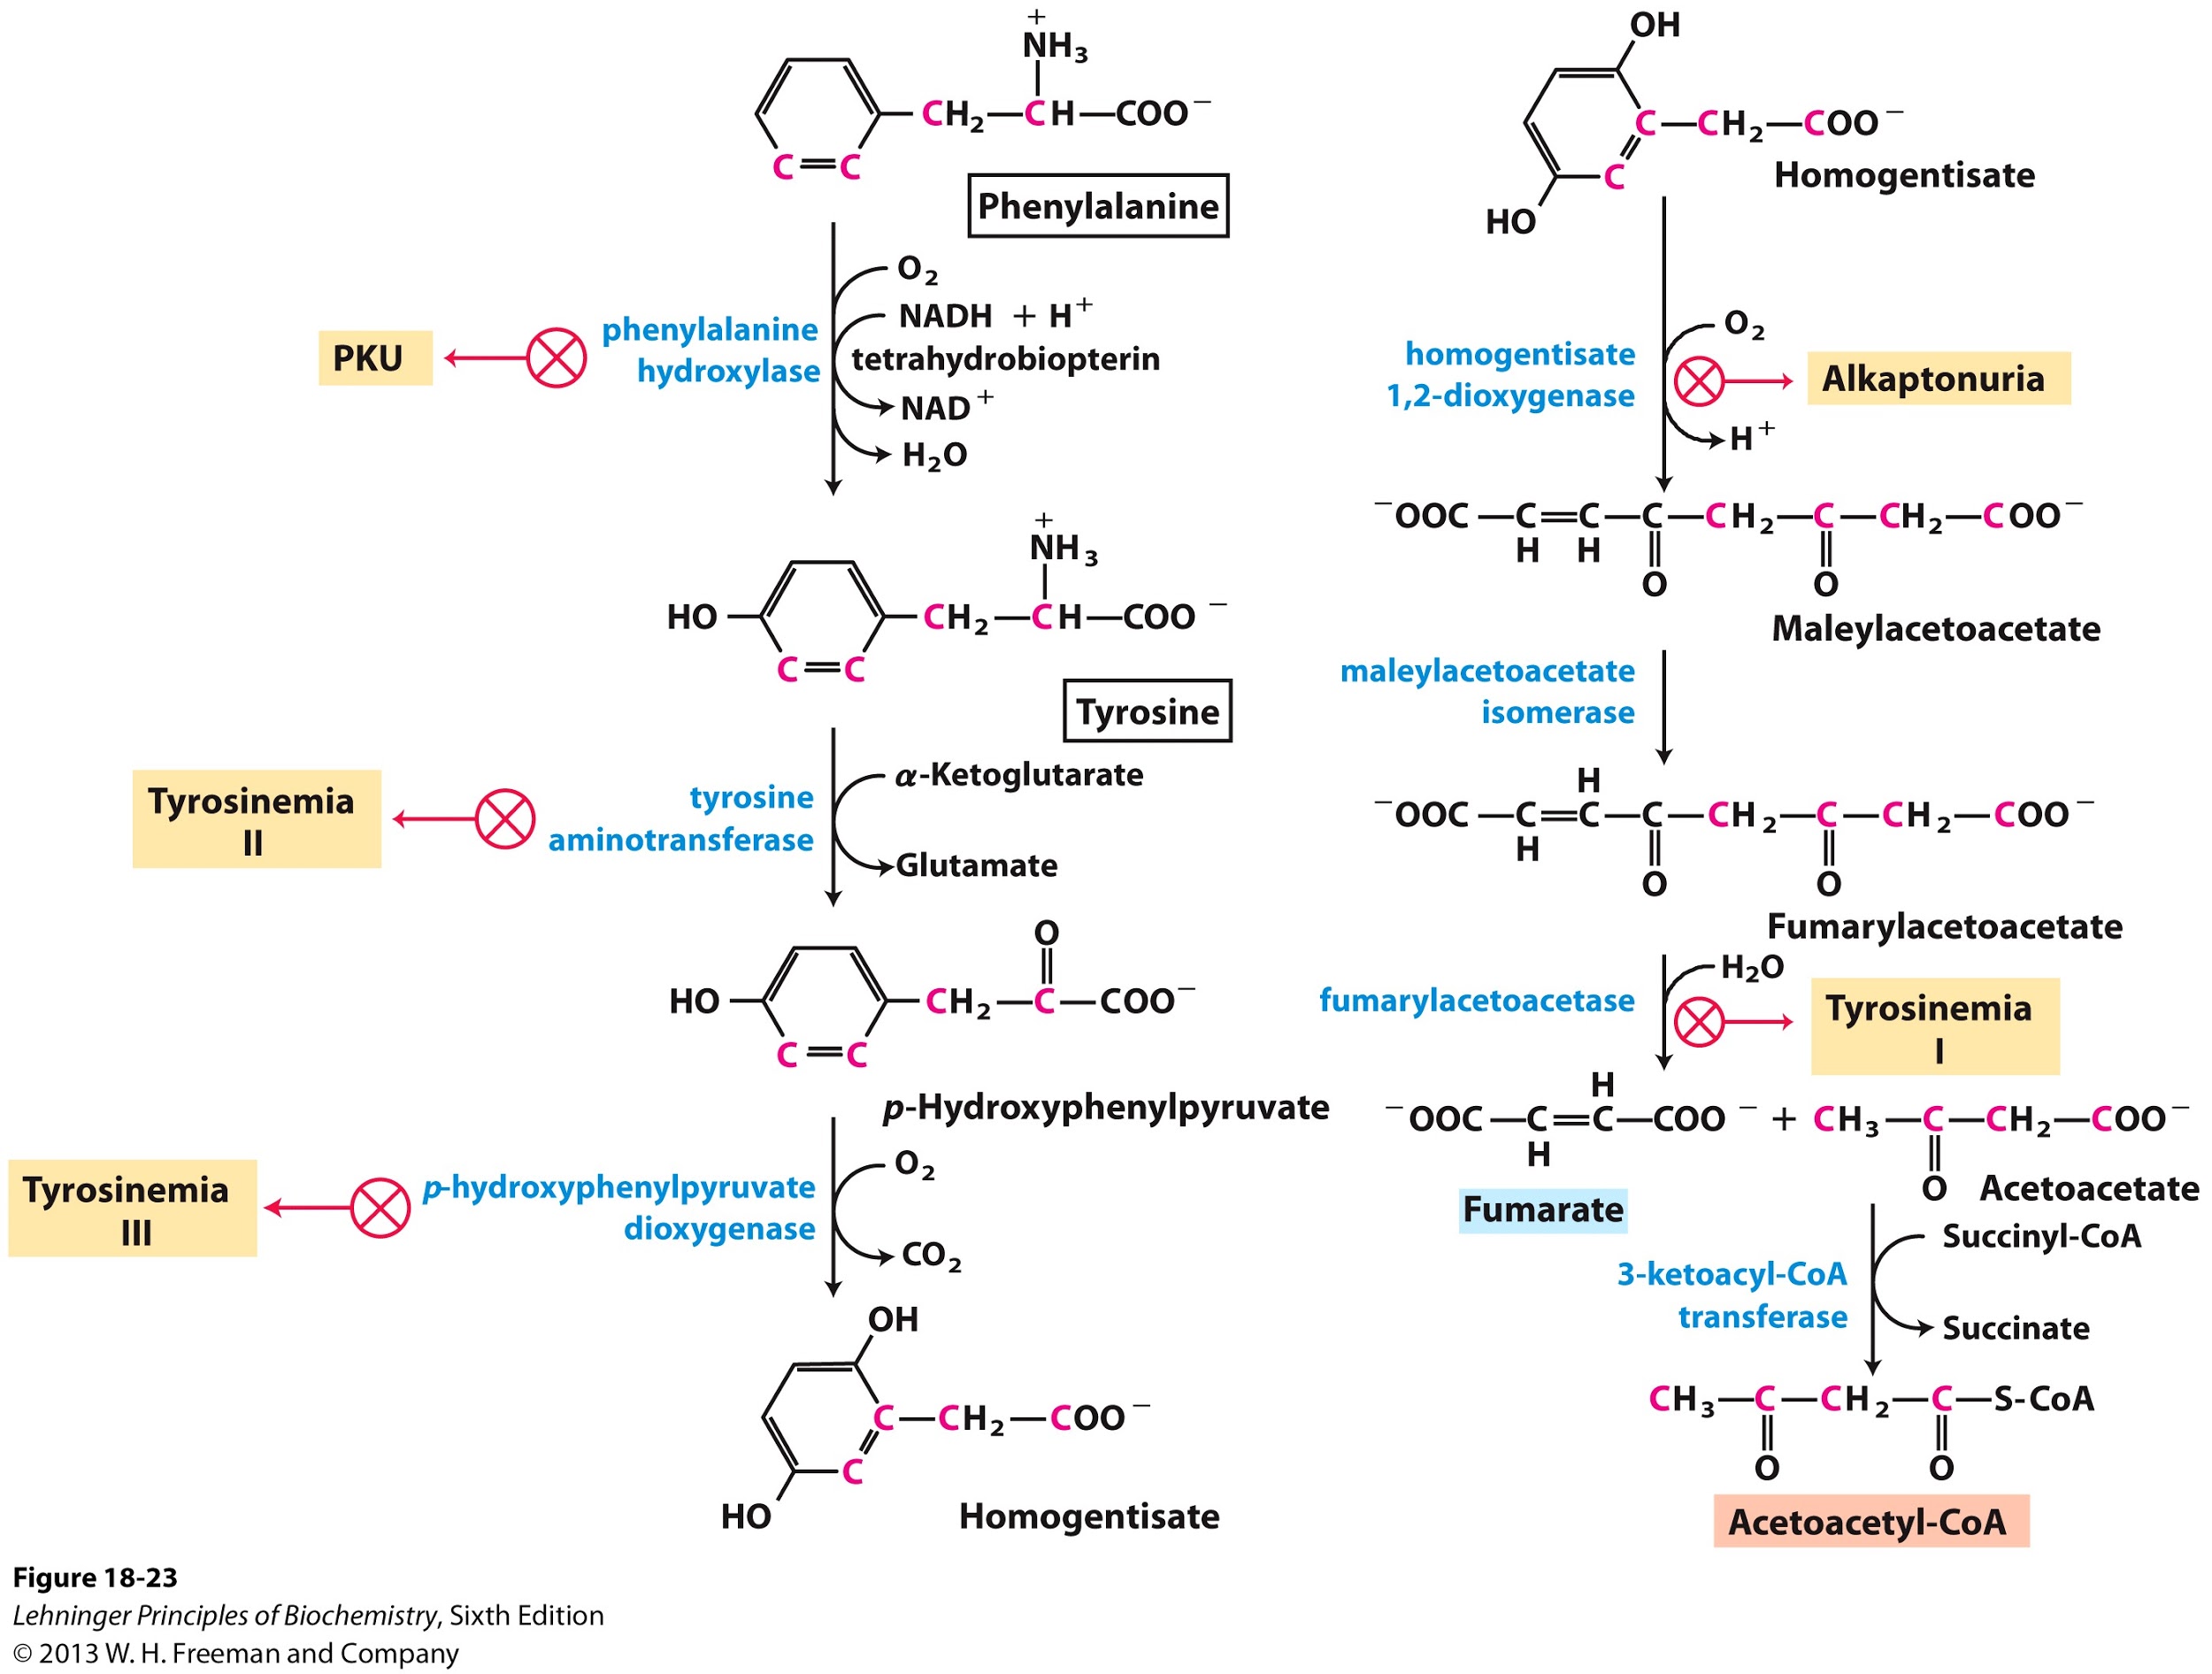 +
NH3
CH2—CH—COO−
C=C
Phenylalanine
O2
NADH + H+
phenylalanine
hydroxylase
tetrahydrobiopterin
PKU
NAD+
H2O
+
NH3
HO
CH2—CH—COO−
C=C
Tyrosine
α-Ketoglutarate
tyrosine
aminotransferase
Tyrosinemia
II
Glutamate
O
HO
CH2—C—COO−
C=C
p-Hydroxyphenylpyruvate
O2
p-hydroxyphenylpyruvate
dioxygenase
Tyrosinemia
III
CO2
OH
C—CH2—COO−
C
HO
Homogentisate
OH
C—CH2—COO−
C
HO
Homogentisate
O2
homogentisate
1,2-dioxygenase
Alkaptonuria
H+
−OOC—C=C—C—CH2—C—CH2—COO−
H H O O
Maleylacetoacetate
maleylacetoacetate
isomerase
H
−OOC—C=C—C—CH2—C—CH2—COO−
H O O
Fumarylacetoacetate
H2O
fumarylacetoacetase
Tyrosinemia
I
H
−OOC—C=C—COO− + CH3—C—CH2—COO−
H O
Fumarate
Acetoacetate
Succinyl-CoA
3-ketoacyl-CoA
transferase
Succinate
CH3—C—CH2—C—S-CoA
O O
Acetoacetyl-CoA
Figure 18-23
Lehninger Principles of Biochemistry, Sixth Edition
© 2013 W. H. Freeman and Company